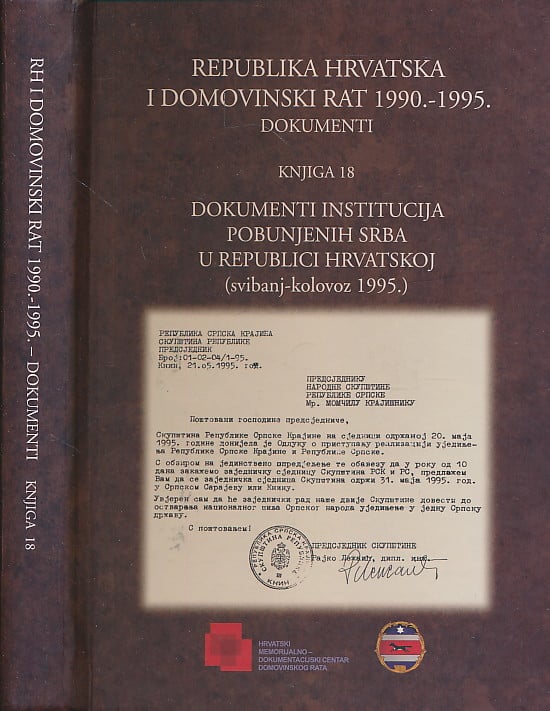 RH I DOMOVINSKI RAT 1990.-1995. – DOKUMENTI KNJIGA 18
REPUBLIKA HRVATSKA
I DOMOVINSKI RAT 1990.-1995.
DOKUMENTI
KNJIGA 18
DOKUMENTI INSTITUCIJA
POBUNJENIH SRBA
U REPUBLICI HRVATSKOJ
(svibanj-kolovoz 1995.)
РЕПУБЛИКА СРПСКА КРАЈИНА
СКУПШТИНА РЕПУБЛИКЕ
ПРЕДСЈЕДНИК
Број:01-02-04/1-95.
Книн, 21.о5.1995. год.
ПРЕДСЈЕДНИКУ
НАРОДНЕ СКУПШТИНЕ
РЕПУБЛИКЕ СРПСКЕ
Мр. МОМЧИЛУ КРАЈИШНИКУ
Поштовани господине предсједниче,
Скупштина Републике Српске Крајине на сједници одржаној 20. маја
1995. године донијела је Одлуку о приступању реализацији уједиње-
ња Републике Српске Крајине и Републике Српске.
С обзиром на јединствено опредјељење те обавезу да у року од 10
дана закажемо заједничку сједницу Скупштина РСК и РС, предлажем
Вам да се заједничка сједница Скупштина одржи 31. маја 1995. год.
у Српском Сарајеву или Книну.
Увјерен сам да ће заједнички рад наше двије Скупштине довести до
остварања националног циља Српског народа уједињење у једну Српску
државу.
С поштовањем!
ПРЕДСЈЕДНИК СКУПШТИНЕ
Рајко Лежајић, дипл. инж.
КНИН
HRVATSKI
MEMORIJALNO –
DOKUMENTACIJSKI CENTAR
DOMOVINSKOG RATA